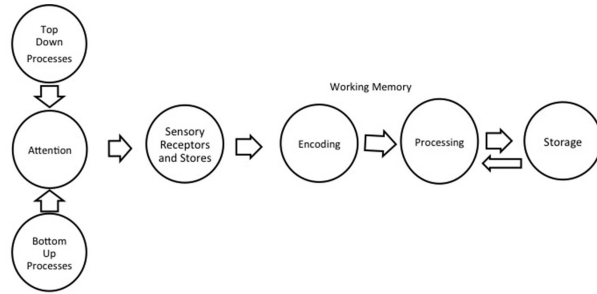 Top
Down
Processes
Attention
Bottom
Up
Processes
Sensory
Receptors
and Stores
Working Memory
Encoding
Processing
Storage